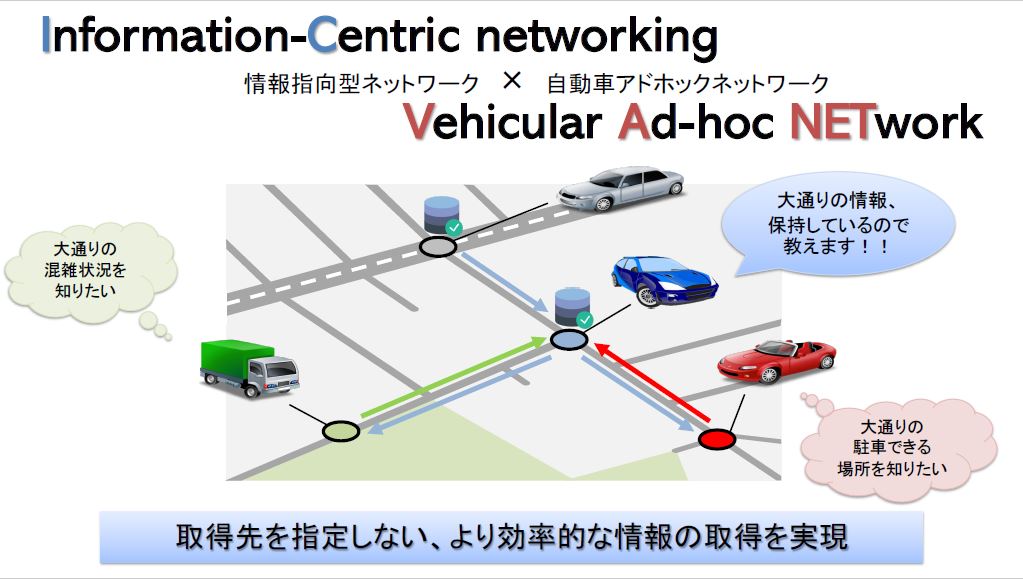 Information-Centric networking
情報指向型ネットワーク × 自動車アドホックネットワーク
Vehicular Ad-hoc NETwork
大通りの情報、
保持しているので
教えます！！
大通りの
混雑状況を
知りたい
大通りの
駐車できる
場所を知りたい
取得先を指定しない、より効率的な情報の取得を実現